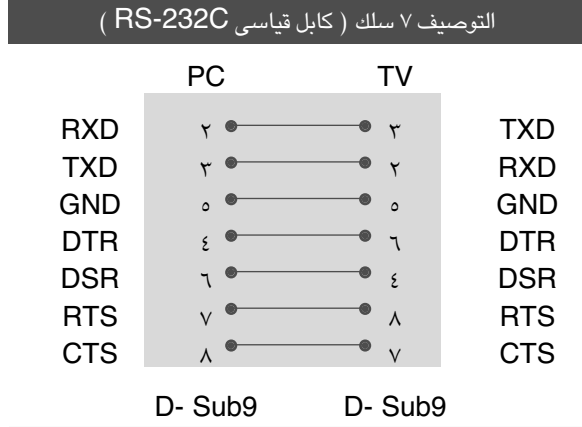 التوصيف ٧ سلك ( كابل قياسى RS-232C )
PC TV
RXD ٢ ٣ TXD
TXD ٣ ٢ RXD
GND ٥ ٥ GND
DTR ٤ ٦ DTR
DSR ٦ ٤ DSR
RTS ٧ ٨ RTS
CTS ٨ ٧ CTS
D- Sub9 D- Sub9